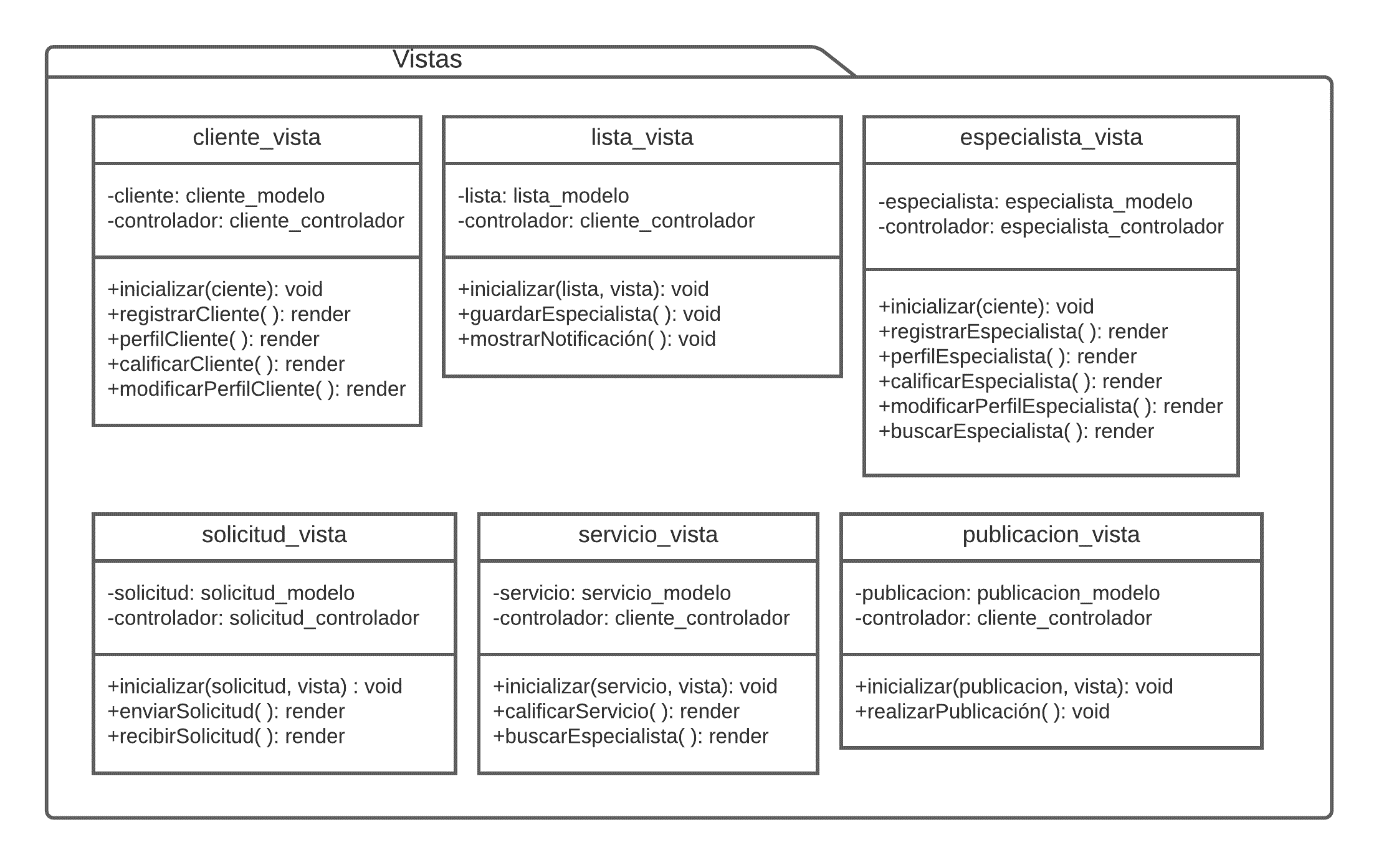 Vistas
cliente_vista
-cliente: cliente_modelo
-controlador: cliente_controlador
+inicializar(ciente): void
+registrarCliente( ): render
+perfilCliente( ): render
+calificarCliente( ): render
+modificarPerfilCliente( ): render
lista_vista
-lista: lista_modelo
-controlador: cliente_controlador
+inicializar(lista, vista): void
+guardarEspecialista( ): void
+mostrarNotificación( ): void
especialista_vista
-especialista: especialista_modelo
-controlador: especialista_controlador
+inicializar(ciente): void
+registrarEspecialista( ): render
+perfilEspecialista( ): render
+calificarEspecialista( ): render
+modificarPerfilEspecialista( ): render
+buscarEspecialista( ): render
solicitud_vista
-solicitud: solicitud_modelo
-controlador: solicitud_controlador
+inicializar(solicitud, vista) : void
+enviarSolicitud( ): render
+recibirSolicitud( ): render
servicio_vista
-servicio: servicio_modelo
-controlador: cliente_controlador
+inicializar(servicio, vista): void
+calificarServicio( ): render
+buscarEspecialista( ): render
publicacion_vista
-publicacion: publicacion_modelo
-controlador: cliente_controlador
+inicializar(publicacion, vista): void
+realizarPublicación( ): void